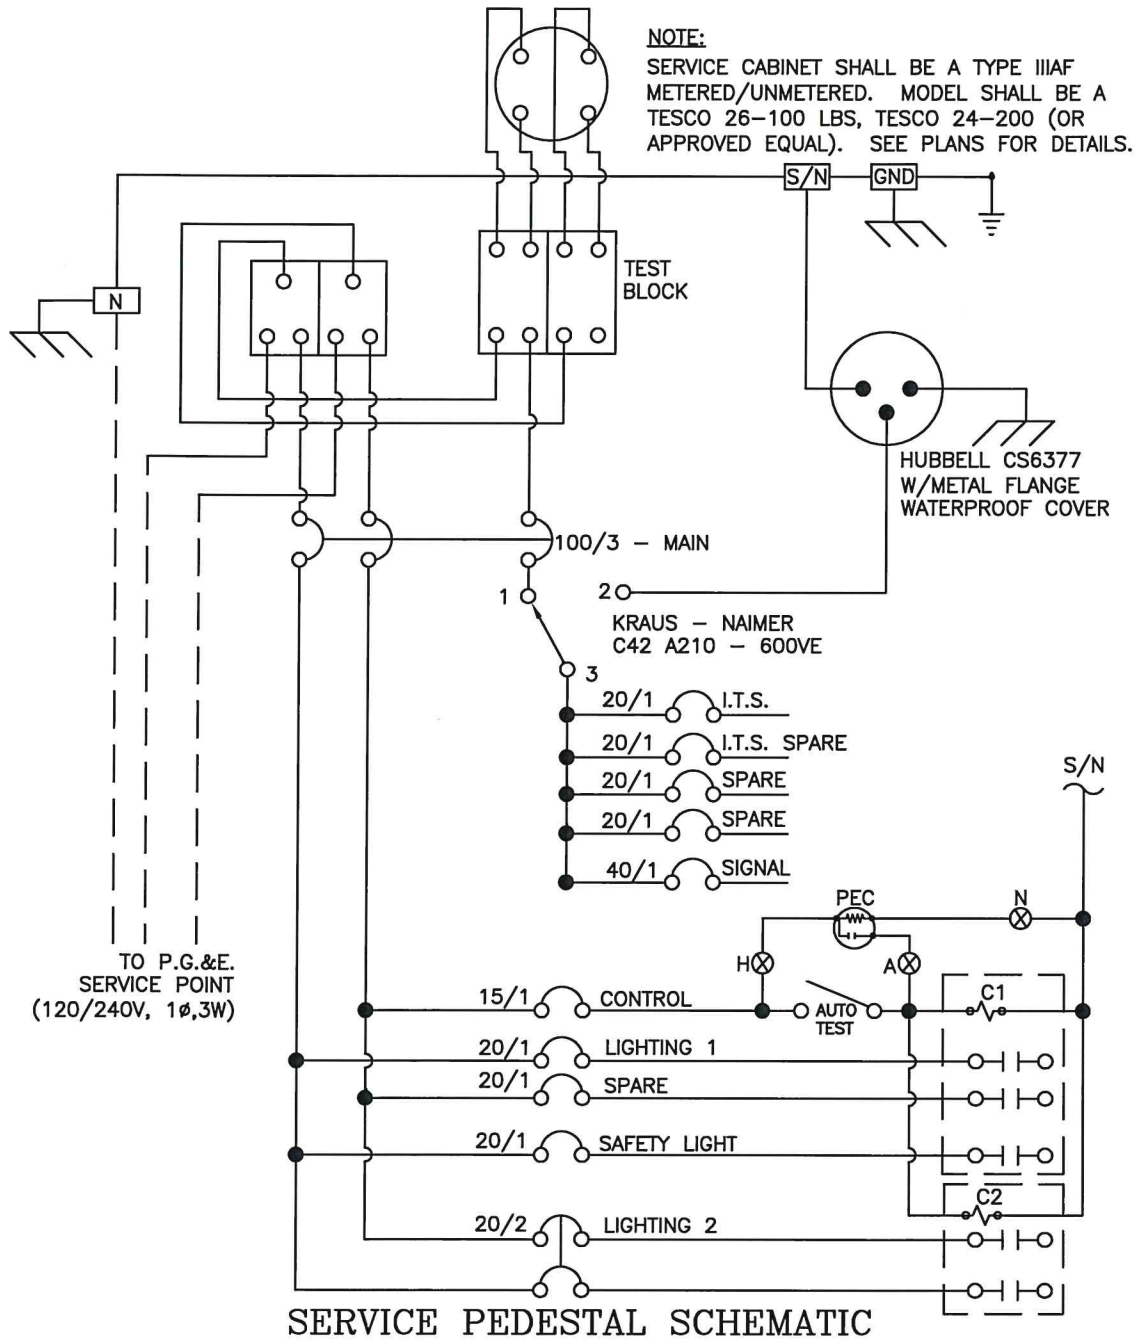 NOTE:
SERVICE CABINET SHALL BE A TYPE IIIAF
METERED/UNMETERED. MODEL SHALL BE A
TESCO 26-100 LBS, TESCO 24-200 (OR
APPROVED EQUAL). SEE PLANS FOR DETAILS.
S/N
GND
TEST
BLOCK
N
HUBBELL CS6377
W/METAL FLANGE
WATERPROOF COVER
100/3 - MAIN
1
2
KRAUS - NAIMER
C42 A210 - 600VE
3
20/1 I.T.S.
20/1 I.T.S. SPARE
20/1 SPARE
20/1 SPARE
40/1 SIGNAL
S/N
PEC
N
H
A
TO P.G.&E.
SERVICE POINT
(120/240V, 1ø,3W)
15/1 CONTROL
AUTO
TEST
C1
20/1 LIGHTING 1
20/1 SPARE
20/1 SAFETY LIGHT
C2
20/2 LIGHTING 2
SERVICE PEDESTAL SCHEMATIC